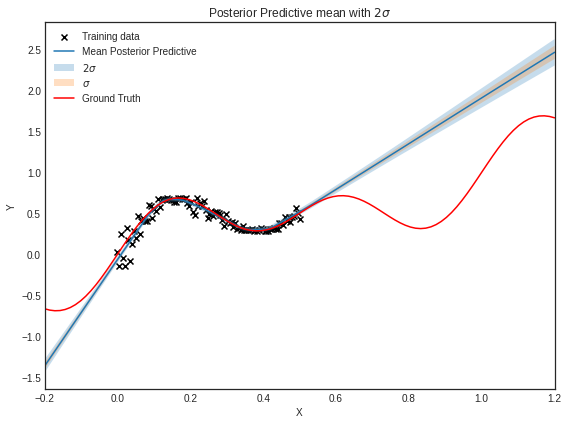 Posterior Predictive mean with 2σ
Training data
Mean Posterior Predictive
2σ
σ
Ground Truth
Y
2.5
2.0
1.5
1.0
0.5
0.0
−0.5
−1.0
−1.5
−0.2 0.0 0.2 0.4 0.6 0.8 1.0 1.2
X